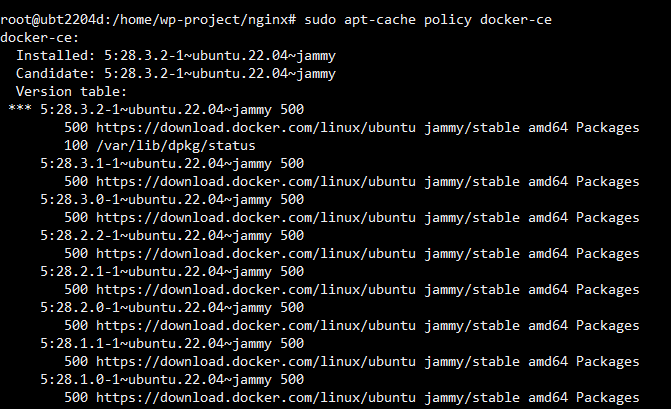 root@ubt2204d:/home/wp-project/nginx# sudo apt-cache policy docker-ce
docker-ce:
  Installed: 5:28.3.2-1~ubuntu.22.04~jammy
  Candidate: 5:28.3.2-1~ubuntu.22.04~jammy
  Version table:
 *** 5:28.3.2-1~ubuntu.22.04~jammy 500
        500 https://download.docker.com/linux/ubuntu jammy/stable amd64 Packages
        100 /var/lib/dpkg/status
     5:28.3.1-1~ubuntu.22.04~jammy 500
        500 https://download.docker.com/linux/ubuntu jammy/stable amd64 Packages
     5:28.3.0-1~ubuntu.22.04~jammy 500
        500 https://download.docker.com/linux/ubuntu jammy/stable amd64 Packages
     5:28.2.2-1~ubuntu.22.04~jammy 500
        500 https://download.docker.com/linux/ubuntu jammy/stable amd64 Packages
     5:28.2.1-1~ubuntu.22.04~jammy 500
        500 https://download.docker.com/linux/ubuntu jammy/stable amd64 Packages
     5:28.2.0-1~ubuntu.22.04~jammy 500
        500 https://download.docker.com/linux/ubuntu jammy/stable amd64 Packages
     5:28.1.1-1~ubuntu.22.04~jammy 500
        500 https://download.docker.com/linux/ubuntu jammy/stable amd64 Packages
     5:28.1.0-1~ubuntu.22.04~jammy 500
        500 https://download.docker.com/linux/ubuntu jammy/stable amd64 Packages